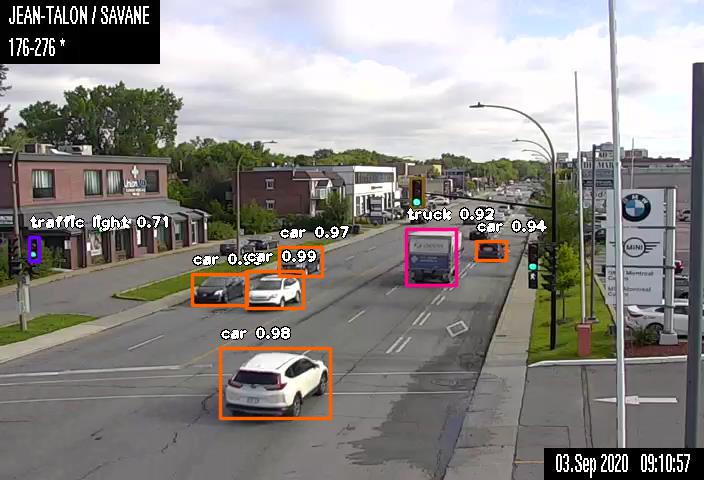 JEAN-TALON / SAVANE
176-276 *
traffic light 0.71
car 0.97
truck 0.92
car 0.94
car 0.99
car 0.98
BMW
MINI
03.Sep 2020 09:10:57